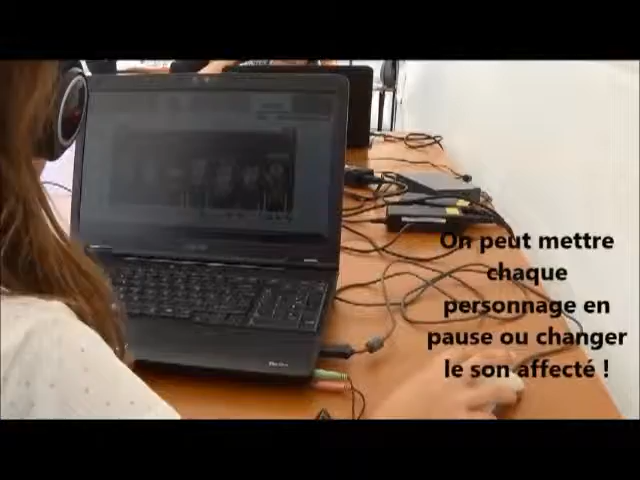 On peut mettre
chaque
personnage en
pause ou changer
le son affecté !